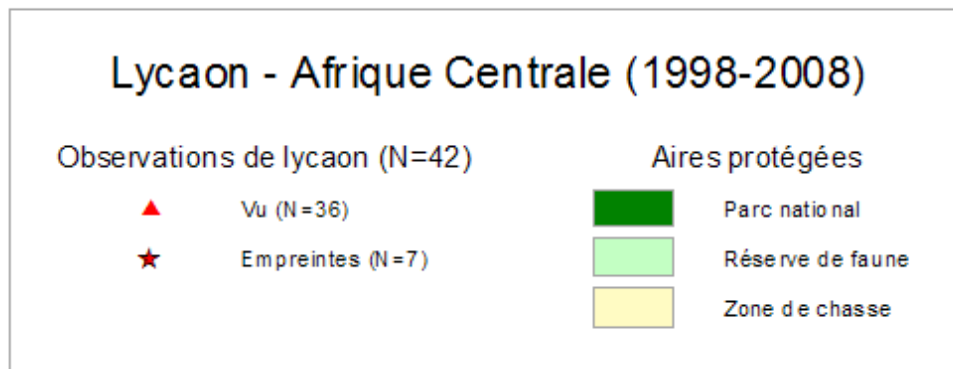 Lycaon - Afrique Centrale (1998-2008)
Observations de lycaon (N=42)
Vu (N=36)
Empreintes (N=7)
Aires protégées
Parc national
Réserve de faune
Zone de chasse